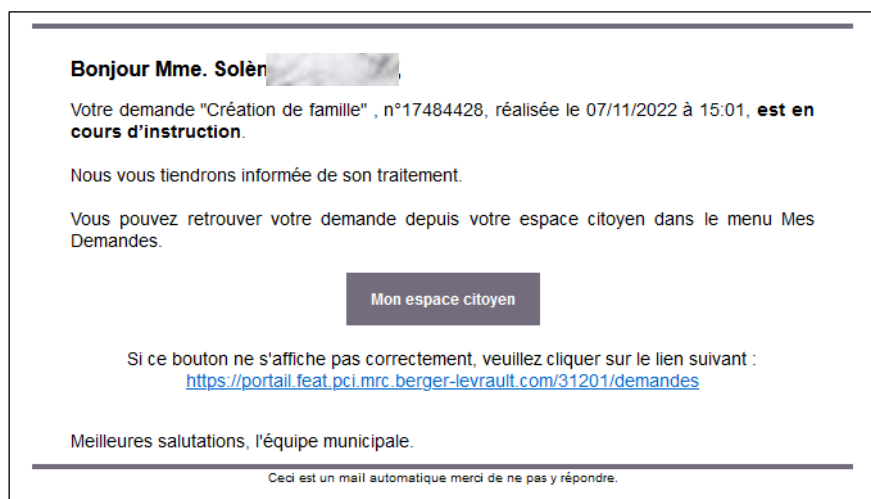 Bonjour Mme. Solèn ,
Votre demande "Création de famille" , n°17484428, réalisée le 07/11/2022 à 15:01, est en
cours d'instruction.
Nous vous tiendrons informée de son traitement.
Vous pouvez retrouver votre demande depuis votre espace citoyen dans le menu Mes
Demandes.
Mon espace citoyen
Si ce bouton ne s'affiche pas correctement, veuillez cliquer sur le lien suivant :
https://portail.feat.pci.mrc.berger-levrault.com/31201/demandes
Meilleures salutations, l'équipe municipale.
Ceci est un mail automatique merci de ne pas y répondre.